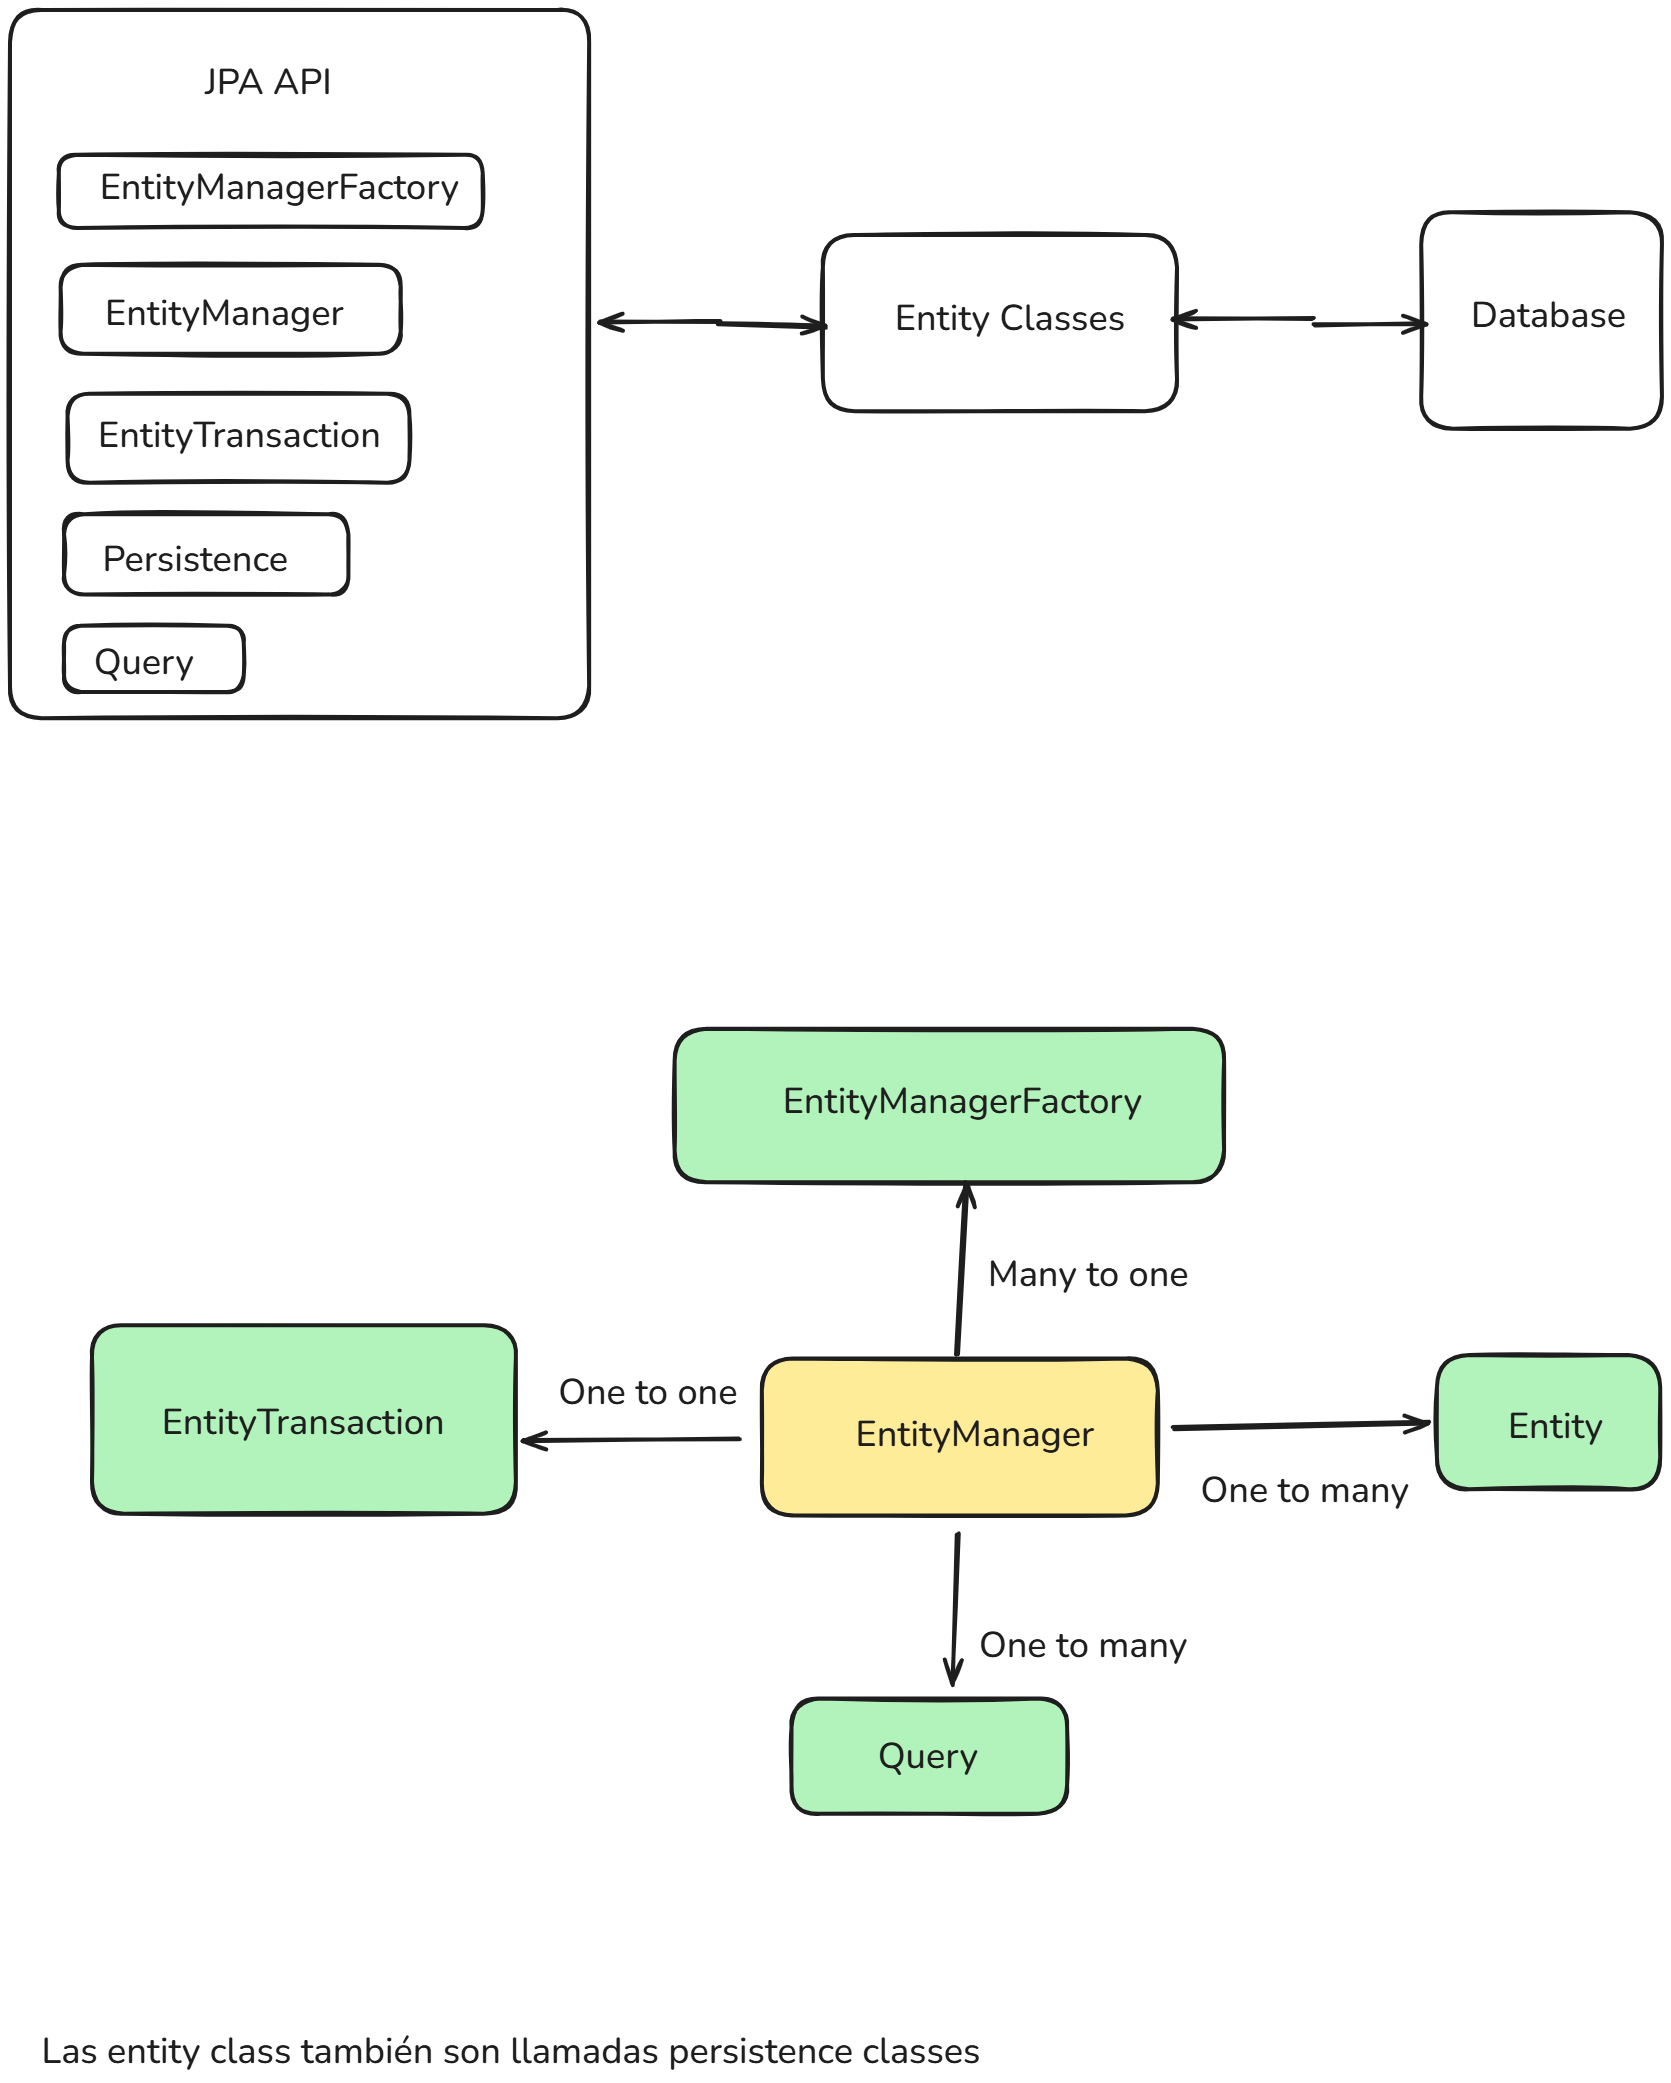 JPA API
EntityManagerFactory
EntityManager
EntityTransaction
Persistence
Query
Entity Classes
Database
EntityManagerFactory
Many to one
EntityTransaction
One to one
EntityManager
Entity
One to many
One to many
Query
Las entity class también son llamadas persistence classes